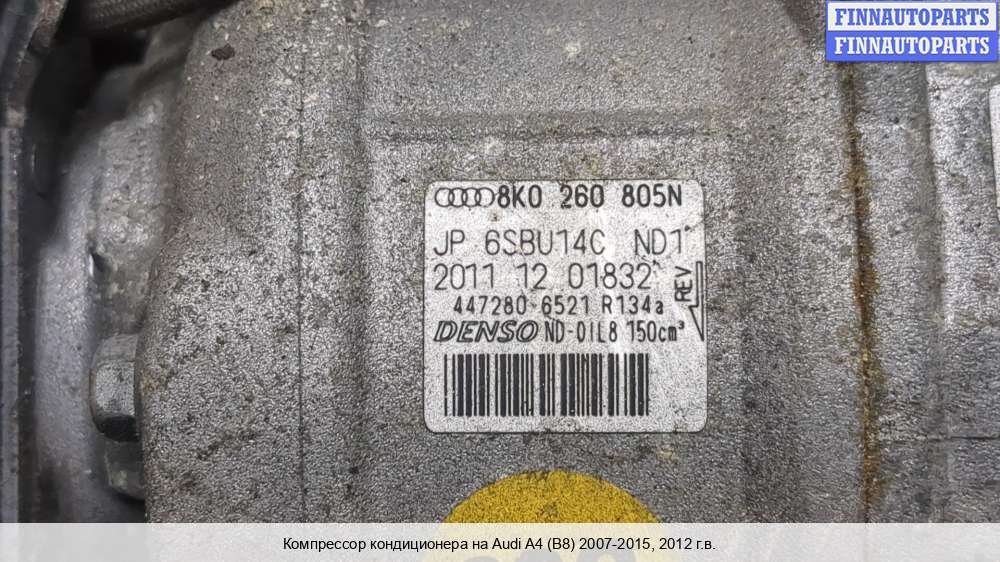 FINNAUTOPARTS
FINNAUTOPARTS
8K0 260 805N
JP 6SBU14C ND1
2011 12 01832
REV
447280 6521 R134a
DENSO ND-OIL8 150cm³
Компрессор кондиционера на Audi A4 (B8) 2007-2015, 2012 г.в.